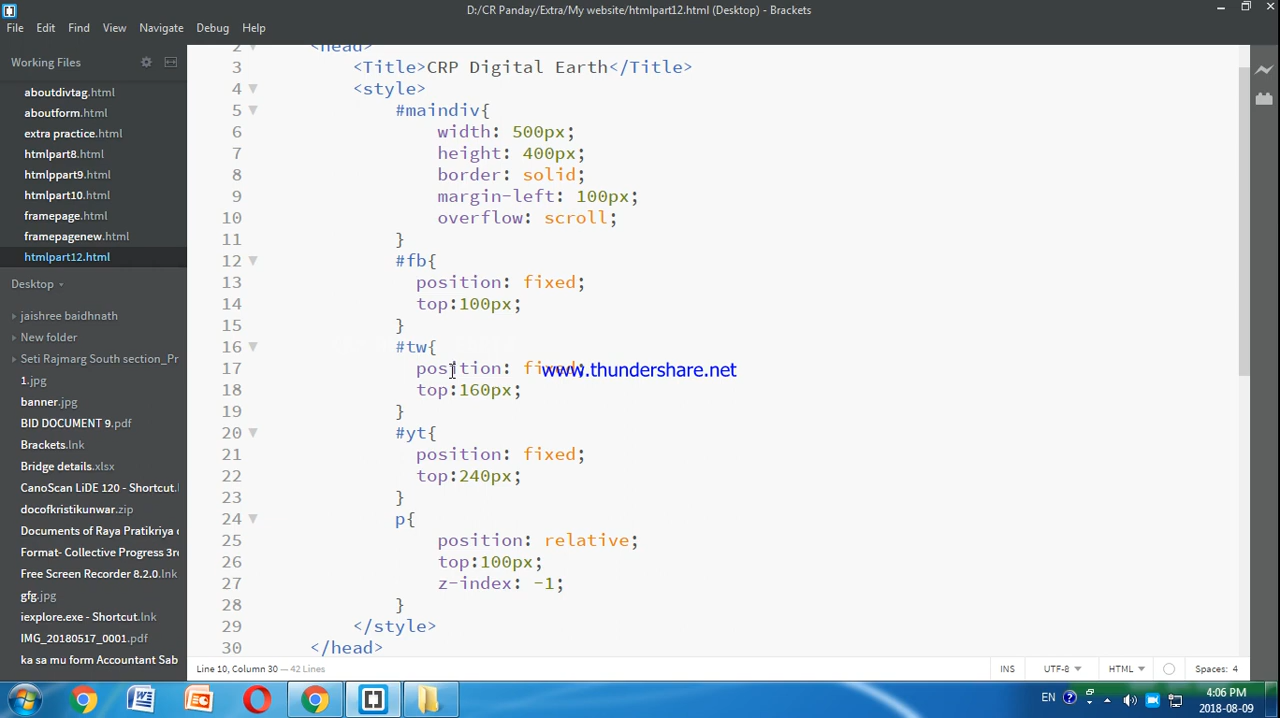 D:/CR Panday/Extra/My website/htmlpart12.html (Desktop) - Brackets
File Edit Find View Navigate Debug Help
Working Files
aboutdivtag.html
aboutform.html
extra practice.html
htmlpart8.html
htmlppart9.html
htmlpart10.html
framepage.html
framepagenew.html
htmlpart12.html
Desktop
jaishree baidhnath
New folder
Seti Rajmarg South section_Pr
1.jpg
banner.jpg
BID DOCUMENT 9.pdf
Brackets.lnk
Bridge details.xlsx
CanoScan LiDE 120 - Shortcut.l
docofkristikunwar.zip
Documents of Raya Pratikriya
Format- Collective Progress 3r
Free Screen Recorder 8.2.0.lnk
gfg.jpg
iexplore.exe - Shortcut.lnk
IMG_20180517_0001.pdf
ka sa mu form Accountant Sab
2 <head>
3 <Title>CRP Digital Earth</Title>
4 <style>
5 #maindiv{
6 width: 500px;
7 height: 400px;
8 border: solid;
9 margin-left: 100px;
10 overflow: scroll;
11 }
12 #fb{
13 position: fixed;
14 top:100px;
15 }
16 #tw{
17 position: fixed;
www.thundershare.net
18 top:160px;
19 }
20 #yt{
21 position: fixed;
22 top:240px;
23 }
24 p{
25 position: relative;
26 top:100px;
27 z-index: -1;
28 }
29 </style>
30 </head>
Line 10, Column 30 — 42 Lines
INS UTF-8 HTML Spaces: 4
EN
4:06 PM
2018-08-09